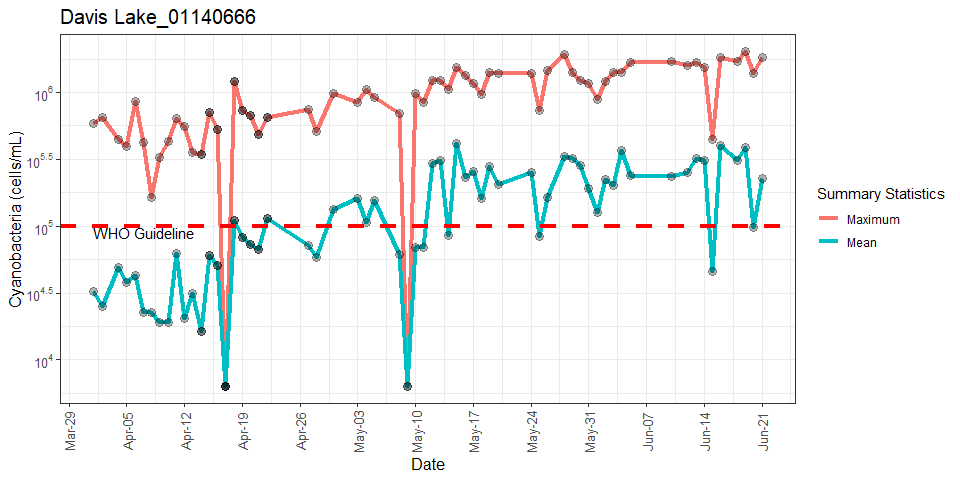 Davis Lake_01140666
Cyanobacteria (cells/mL)
10^6
10^5.5
10^5
10^4.5
10^4
WHO Guideline
Mar-29
Apr-05
Apr-12
Apr-19
Apr-26
May-03
May-10
May-17
May-24
May-31
Jun-07
Jun-14
Jun-21
Date
Summary Statistics
Maximum
Mean